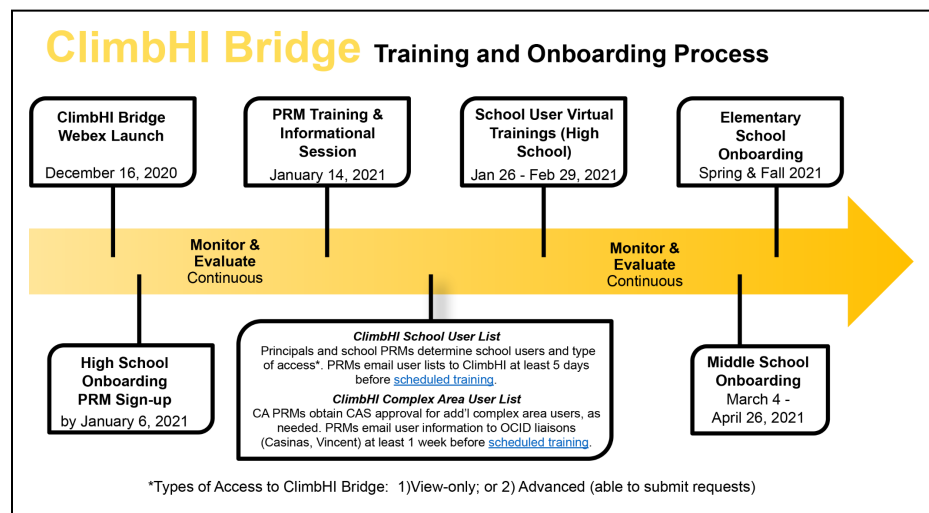 ClimbHI Bridge Training and Onboarding Process
ClimbHI Bridge
Webex Launch
December 16, 2020
PRM Training &
Informational
Session
January 14, 2021
School User Virtual
Trainings (High
School)
Jan 26 - Feb 29, 2021
Elementary
School
Onboarding
Spring & Fall 2021
Monitor &
Evaluate
Continuous
Monitor &
Evaluate
Continuous
High School
Onboarding
PRM Sign-up
by January 6, 2021
ClimbHI School User List
Principals and school PRMs determine school users and type
of access*. PRMs email user lists to ClimbHI at least 5 days
before scheduled training.
ClimbHI Complex Area User List
CA PRMs obtain CAS approval for add'l complex area users, as
needed. PRMs email user information to OCID liaisons
(Casinas, Vincent) at least 1 week before scheduled training.
Middle School
Onboarding
March 4 -
April 26, 2021
*Types of Access to ClimbHI Bridge: 1)View-only; or 2) Advanced (able to submit requests)